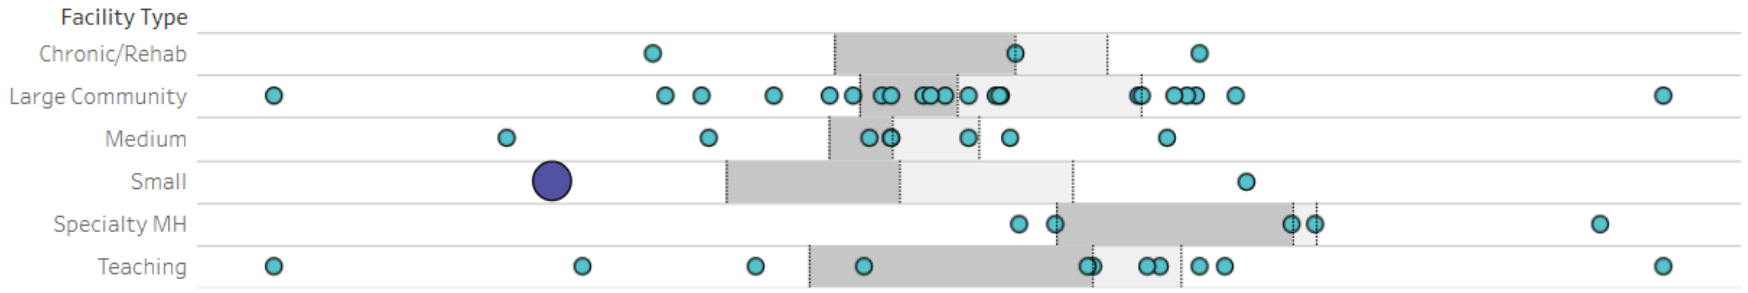 Facility Type
Chronic/Rehab
Large Community
Medium
Small
Specialty MH
Teaching